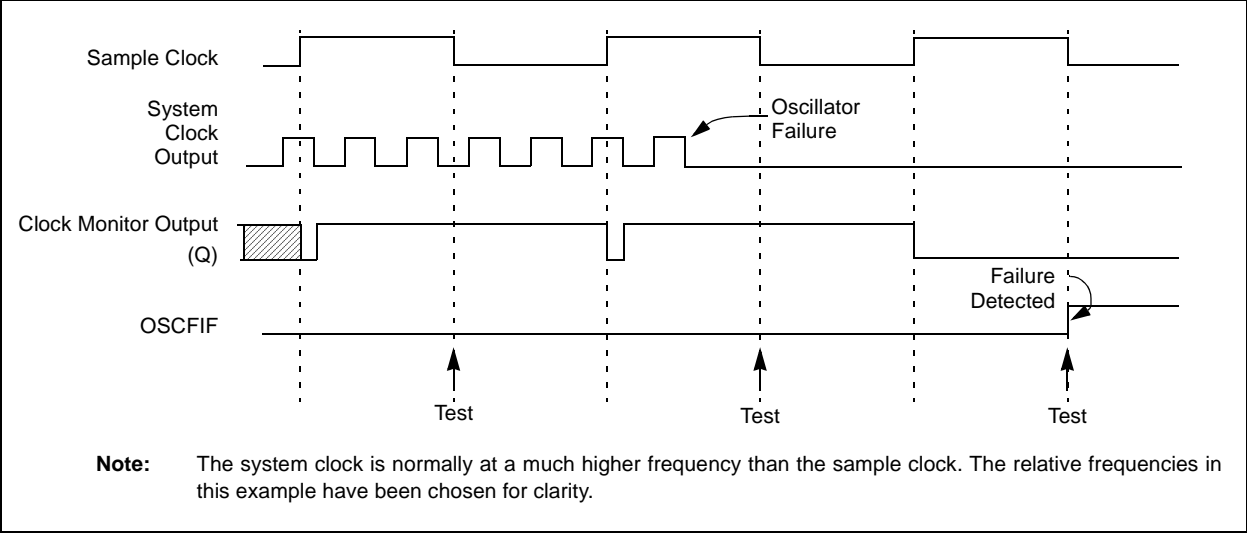 Sample Clock
System
Clock
Output
Oscillator
Failure
Clock Monitor Output
(Q)
Failure
Detected
OSCFIF
Test
Test
Test
Note: The system clock is normally at a much higher frequency than the sample clock. The relative frequencies in
this example have been chosen for clarity.